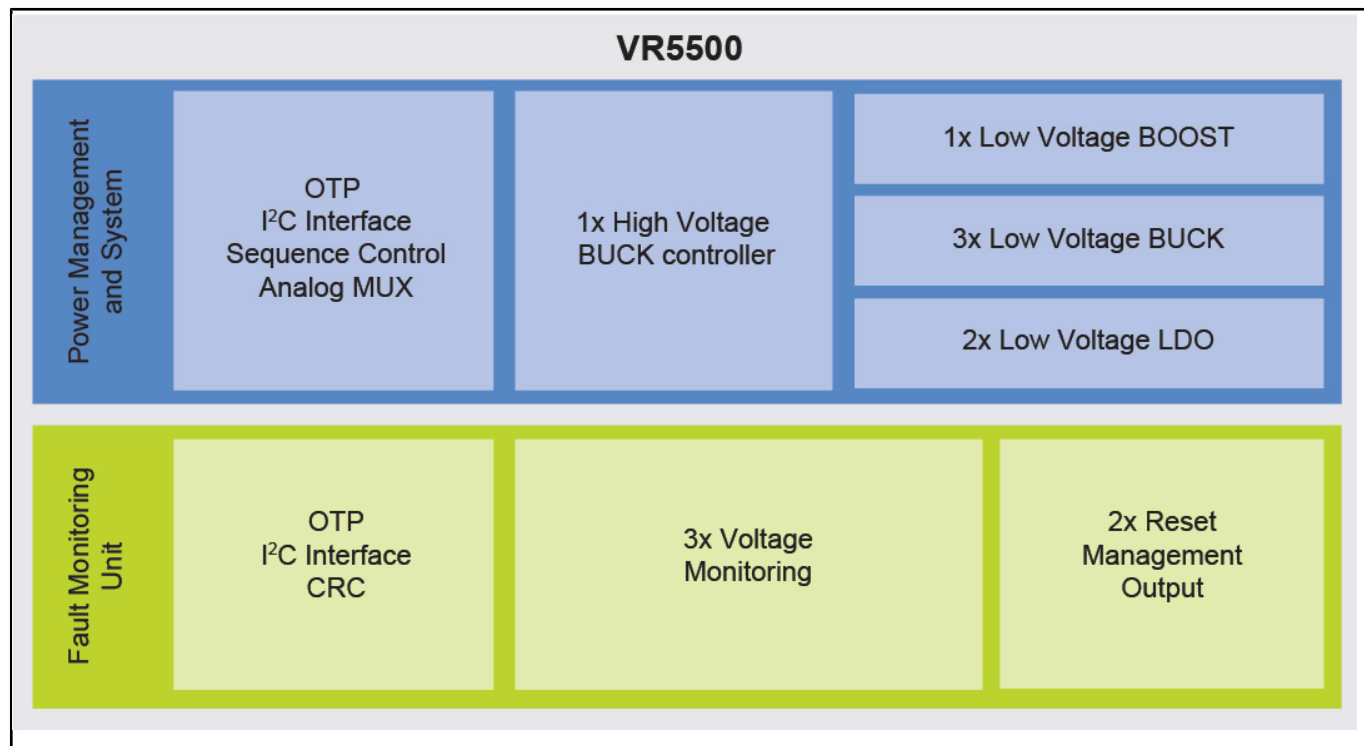 VR5500
Power Management
and System
OTP
I²C Interface
Sequence Control
Analog MUX
1x High Voltage
BUCK controller
1x Low Voltage BOOST
3x Low Voltage BUCK
2x Low Voltage LDO
Fault Monitoring
Unit
OTP
I²C Interface
CRC
3x Voltage
Monitoring
2x Reset
Management
Output